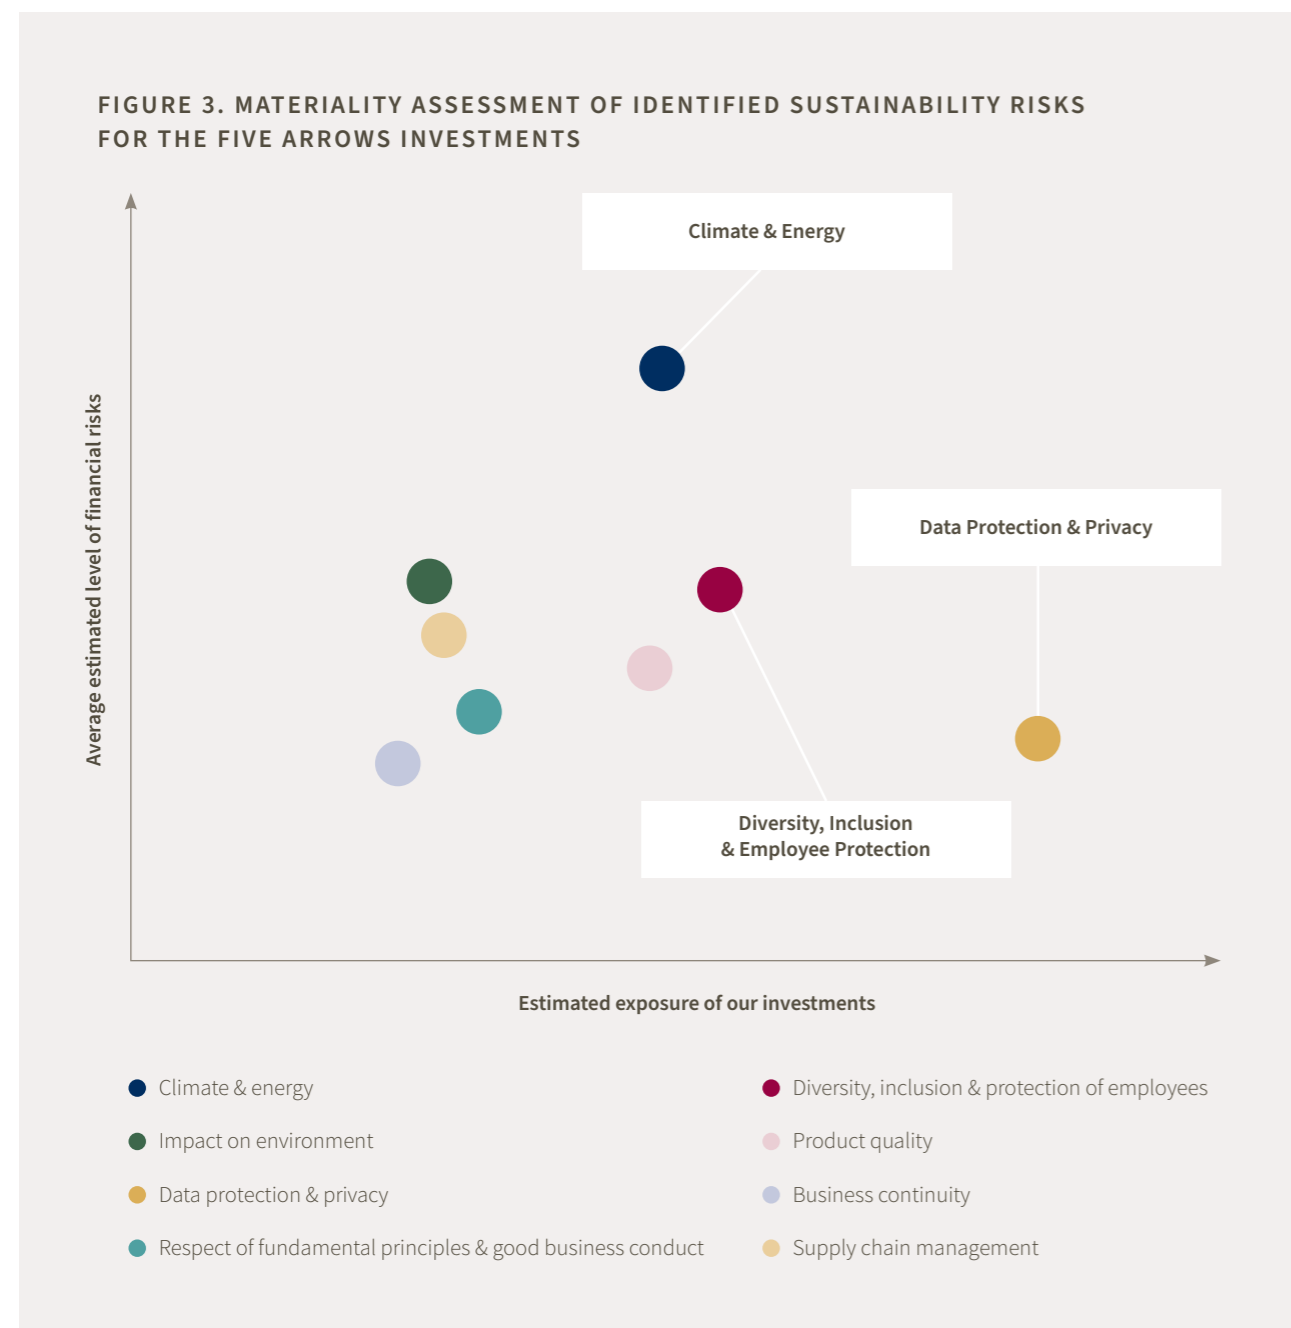 FIGURE 3. MATERIALITY ASSESSMENT OF IDENTIFIED SUSTAINABILITY RISKS
FOR THE FIVE ARROWS INVESTMENTS
Climate & Energy
Average estimated level of financial risks
Data Protection & Privacy
Diversity, Inclusion
& Employee Protection
Estimated exposure of our investments
Climate & energy
Impact on environment
Data protection & privacy
Respect of fundamental principles & good business conduct
Diversity, inclusion & protection of employees
Product quality
Business continuity
Supply chain management